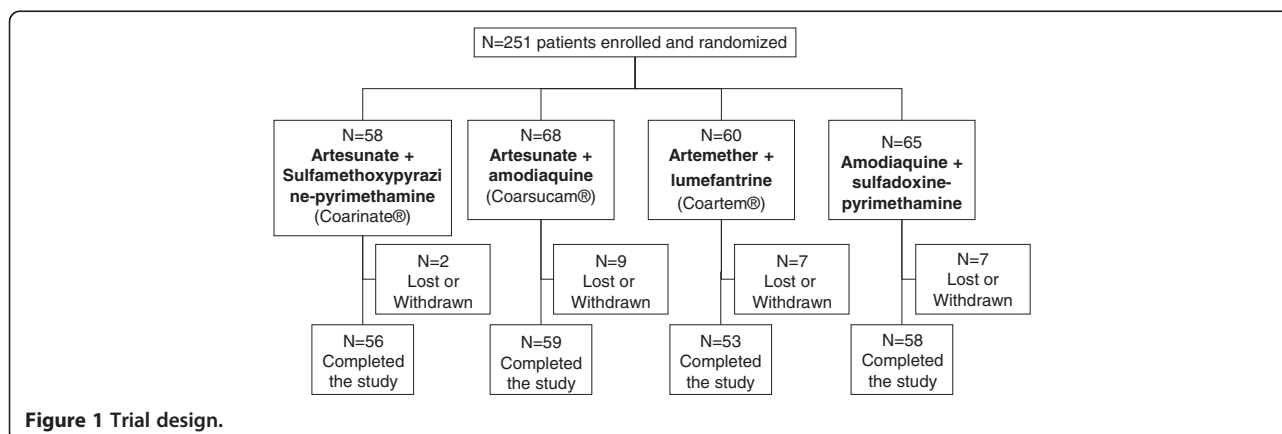 N=251 patients enrolled and randomized
N=58
Artesunate +
Sulfamethoxypyrazi
ne-pyrimethamine
(Coarinate®)
N=68
Artesunate +
amodiaquine
(Coarsucam®)
N=60
Artemether +
lumefantrine
(Coartem®)
N=65
Amodiaquine +
sulfadoxine-
pyrimethamine
N=2
Lost or
Withdrawn
N=9
Lost or
Withdrawn
N=7
Lost or
Withdrawn
N=7
Lost or
Withdrawn
N=56
Completed
the study
N=59
Completed
the study
N=53
Completed
the study
N=58
Completed
the study
Figure 1 Trial design.